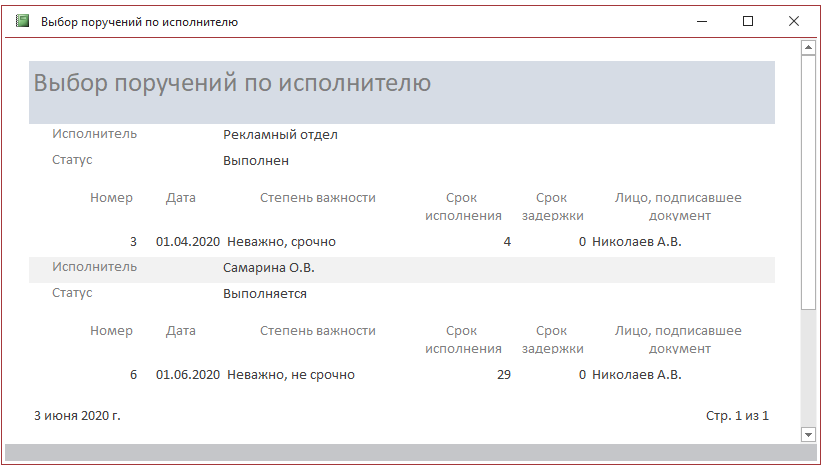 Выбор поручений по исполнителю
Выбор поручений по исполнителю
Исполнитель Рекламный отдел
Статус Выполнен
Номер Дата Степень важности Срок исполнения Срок задержки Лицо, подписавшее документ
3 01.04.2020 Неважно, срочно 4 0 Николаев А.В.
Исполнитель Самарина О.В.
Статус Выполняется
Номер Дата Степень важности Срок исполнения Срок задержки Лицо, подписавшее документ
6 01.06.2020 Неважно, не срочно 29 0 Николаев А.В.
3 июня 2020 г. Стр. 1 из 1